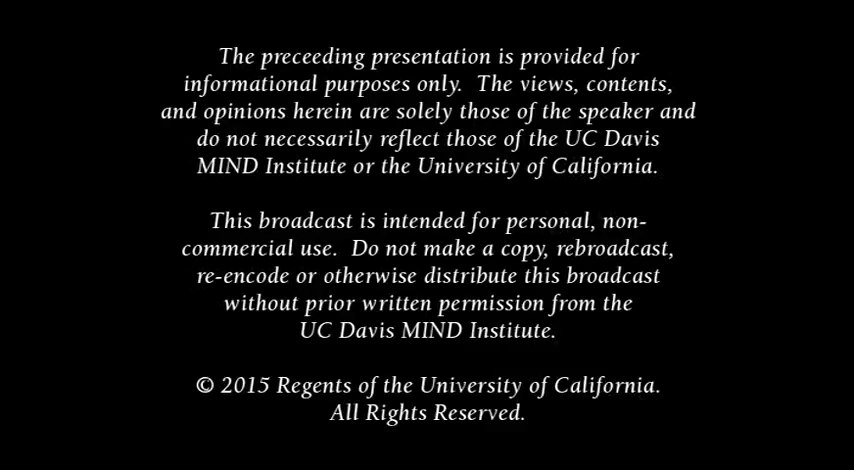 The preceeding presentation is provided for
informational purposes only.  The views, contents,
and opinions herein are solely those of the speaker and
do not necessarily reflect those of the UC Davis
MIND Institute or the University of California.
This broadcast is intended for personal, non-
commercial use.  Do not make a copy, rebroadcast,
re-encode or otherwise distribute this broadcast
without prior written permission from the
UC Davis MIND Institute.
© 2015 Regents of the University of California.
All Rights Reserved.